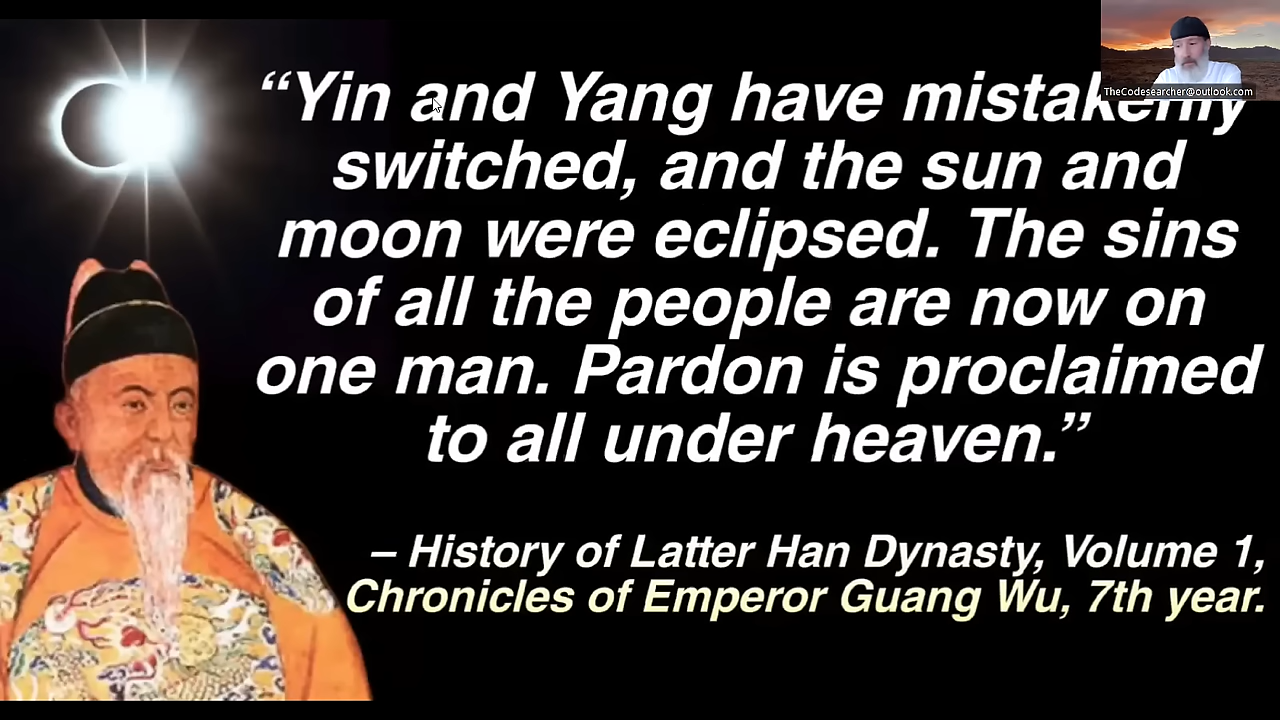 “Yin and Yang have mistakenly
switched, and the sun and
moon were eclipsed. The sins
of all the people are now on
one man. Pardon is proclaimed
to all under heaven.”
– History of Latter Han Dynasty, Volume 1,
Chronicles of Emperor Guang Wu, 7th year.
TheCodesearcher@outlook.com